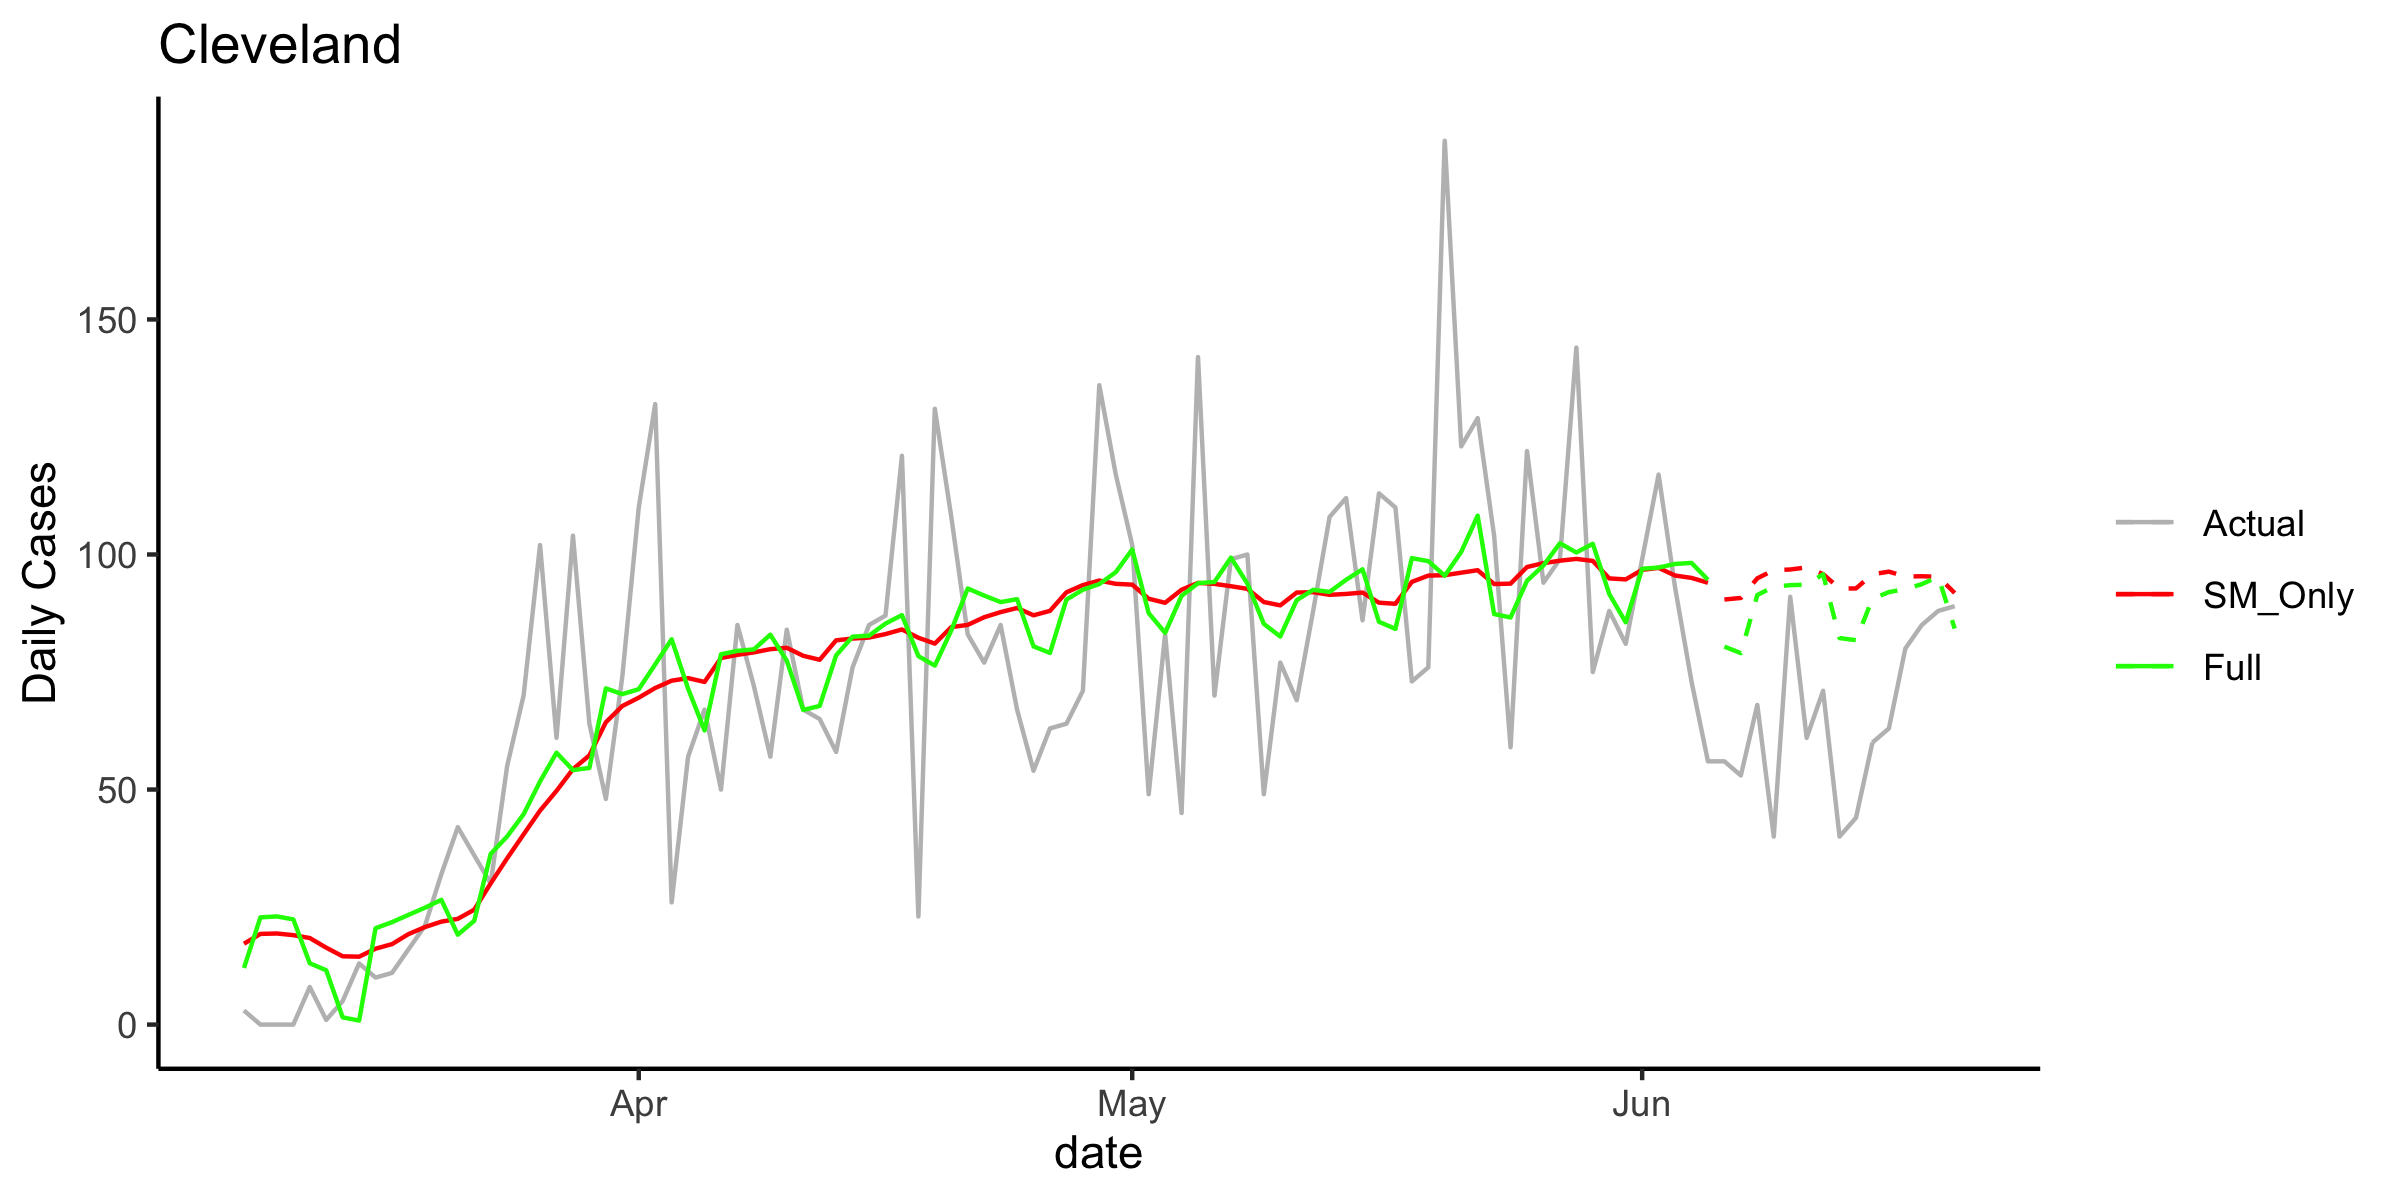 Cleveland
Daily Cases
150
100
50
0
Apr
May
Jun
date
Actual
SM_Only
Full